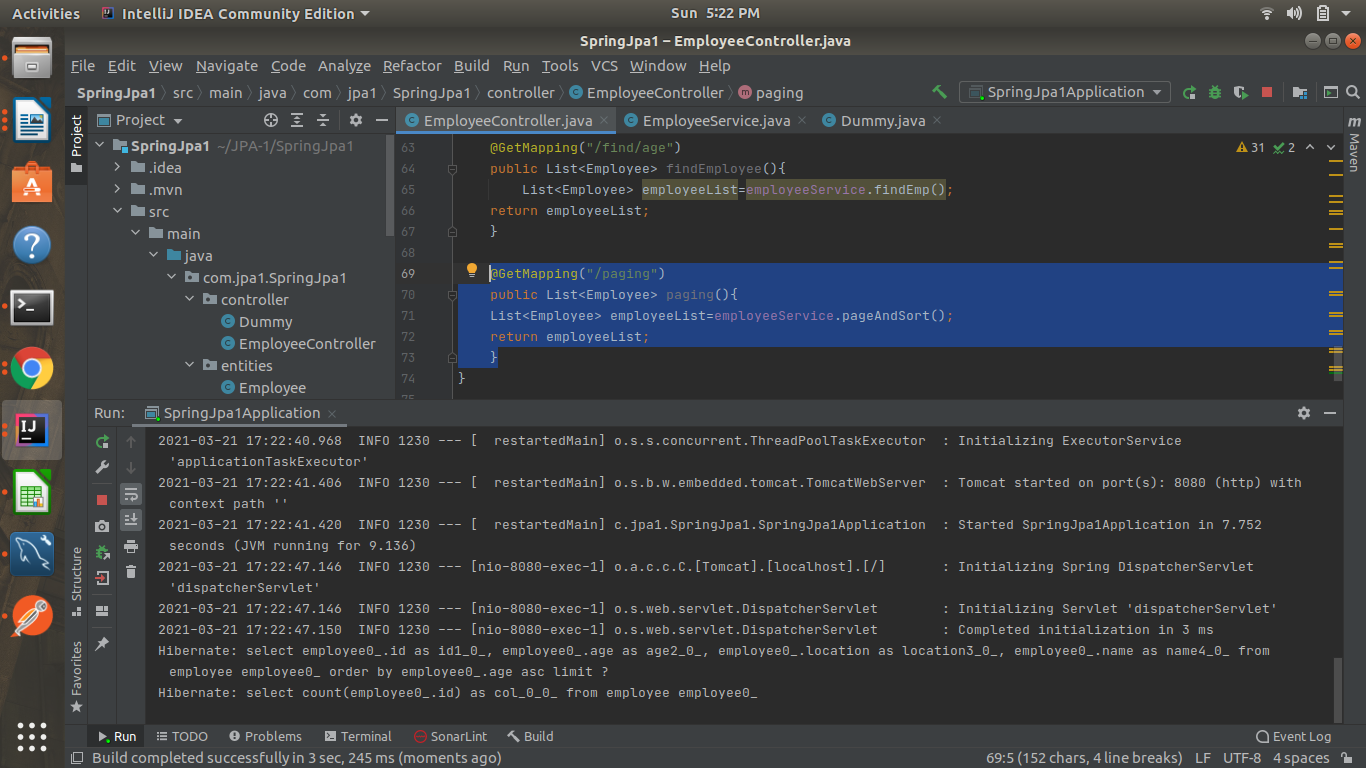 Activities IntelliJ IDEA Community Edition Sun 5:22 PM
SpringJpa1 – EmployeeController.java
File Edit View Navigate Code Analyze Refactor Build Run Tools VCS Window Help
SpringJpa1 src main java com jpa1 SpringJpa1 controller EmployeeController paging SpringJpa1Application
Project
Project
EmployeeController.java EmployeeService.java Dummy.java
Maven
SpringJpa1 ~/JPA-1/SpringJpa1
.idea
.mvn
src
main
java
com.jpa1.SpringJpa1
controller
Dummy
EmployeeController
entities
Employee
31 2
63 @GetMapping("/find/age")
64 public List<Employee> findEmployee(){
65 List<Employee> employeeList=employeeService.findEmp();
66 return employeeList;
67 }
68
69 @GetMapping("/paging")
70 public List<Employee> paging(){
71 List<Employee> employeeList=employeeService.pageAndSort();
72 return employeeList;
73 }
74 }
75
Run: SpringJpa1Application
2021-03-21 17:22:40.968 INFO 1230 --- [ restartedMain] o.s.s.concurrent.ThreadPoolTaskExecutor : Initializing ExecutorService
'applicationTaskExecutor'
2021-03-21 17:22:41.406 INFO 1230 --- [ restartedMain] o.s.b.w.embedded.tomcat.TomcatWebServer : Tomcat started on port(s): 8080 (http) with
context path ''
2021-03-21 17:22:41.420 INFO 1230 --- [ restartedMain] c.jpa1.SpringJpa1.SpringJpa1Application : Started SpringJpa1Application in 7.752
seconds (JVM running for 9.136)
2021-03-21 17:22:47.146 INFO 1230 --- [nio-8080-exec-1] o.a.c.c.C.[Tomcat].[localhost].[/] : Initializing Spring DispatcherServlet
'dispatcherServlet'
2021-03-21 17:22:47.146 INFO 1230 --- [nio-8080-exec-1] o.s.web.servlet.DispatcherServlet : Initializing Servlet 'dispatcherServlet'
2021-03-21 17:22:47.150 INFO 1230 --- [nio-8080-exec-1] o.s.web.servlet.DispatcherServlet : Completed initialization in 3 ms
Hibernate: select employee0_.id as id1_0_, employee0_.age as age2_0_, employee0_.location as location3_0_, employee0_.name as name4_0_ from
employee employee0_ order by employee0_.age asc limit ?
Hibernate: select count(employee0_.id) as col_0_0_ from employee employee0_
Structure
Favorites
Run TODO Problems Terminal SonarLint Build Event Log
Build completed successfully in 3 sec, 245 ms (moments ago) 69:5 (152 chars, 4 line breaks) LF UTF-8 4 spaces